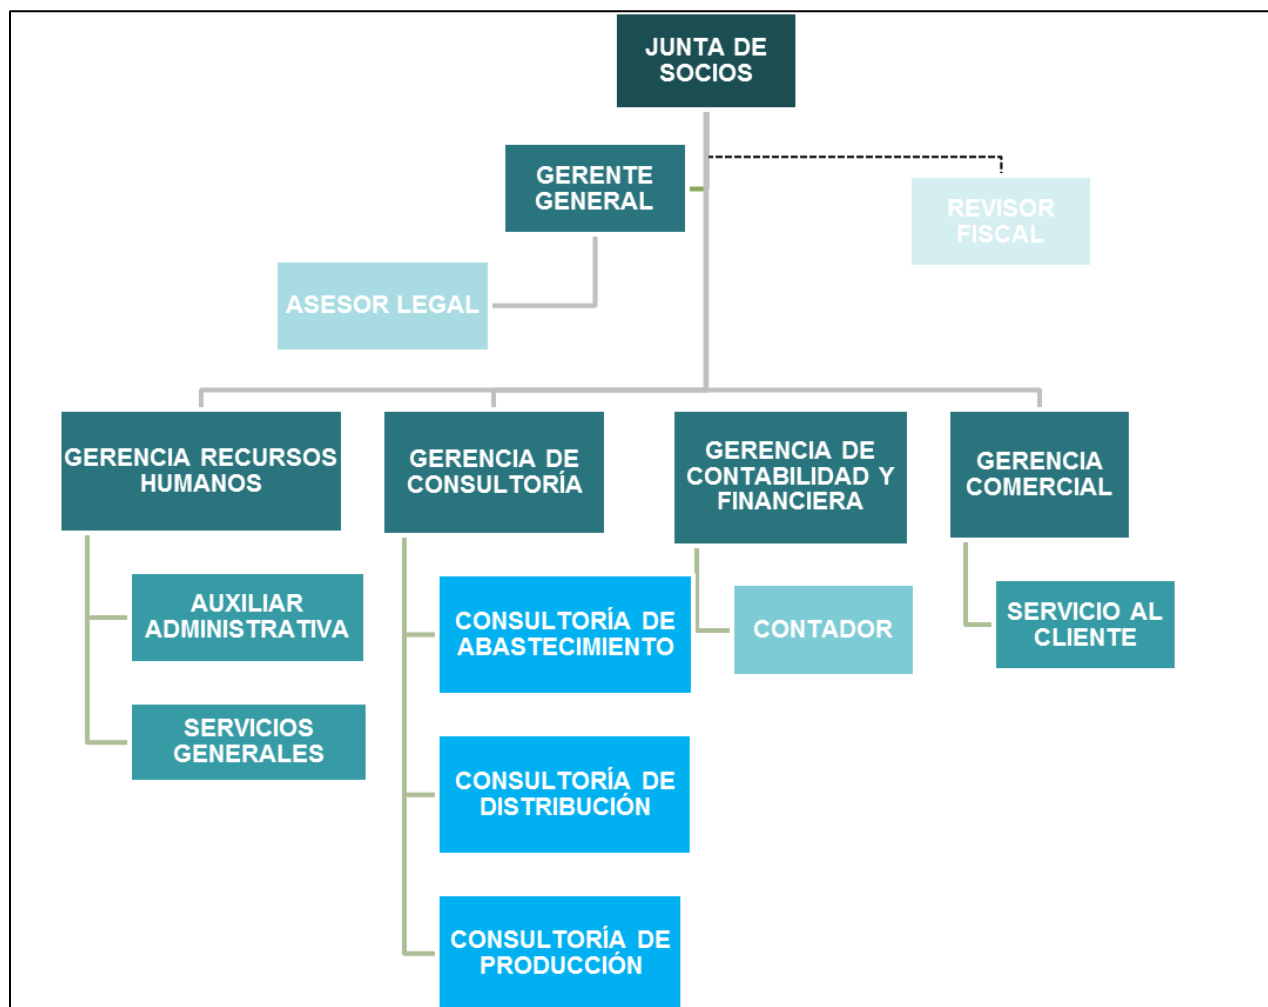 JUNTA DE
SOCIOS
GERENTE
GENERAL
REVISOR
FISCAL
ASESOR LEGAL
GERENCIA RECURSOS
HUMANOS
GERENCIA DE
CONSULTORÍA
GERENCIA DE
CONTABILIDAD Y
FINANCIERA
GERENCIA
COMERCIAL
AUXILIAR
ADMINISTRATIVA
CONSULTORÍA DE
ABASTECIMIENTO
CONTADOR
SERVICIO AL
CLIENTE
SERVICIOS
GENERALES
CONSULTORÍA DE
DISTRIBUCIÓN
CONSULTORÍA DE
PRODUCCIÓN